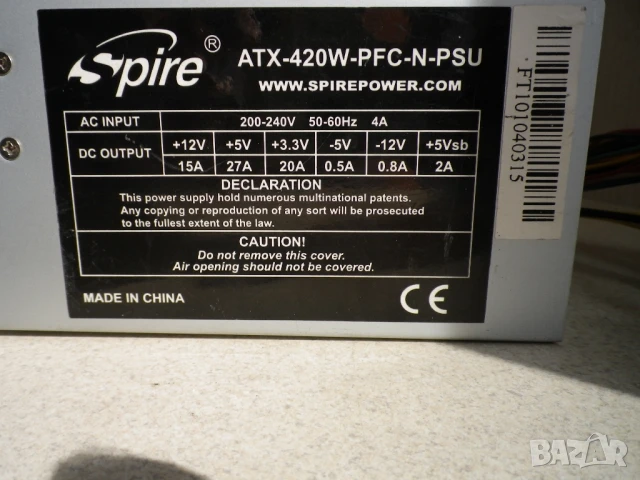 Spire®
ATX-420W-PFC-N-PSU
WWW.SPIREPOWER.COM
AC INPUT 200-240V 50-60Hz 4A
DC OUTPUT +12V +5V +3.3V -5V -12V +5Vsb
15A 27A 20A 0.5A 0.8A 2A
DECLARATION
This power supply hold numerous multinational patents.
Any copying or reproduction of any sort will be prosecuted
to the fullest extent of the law.
CAUTION!
Do not remove this cover.
Air opening should not be covered.
MADE IN CHINA
CE
FT101040315
BAZAR